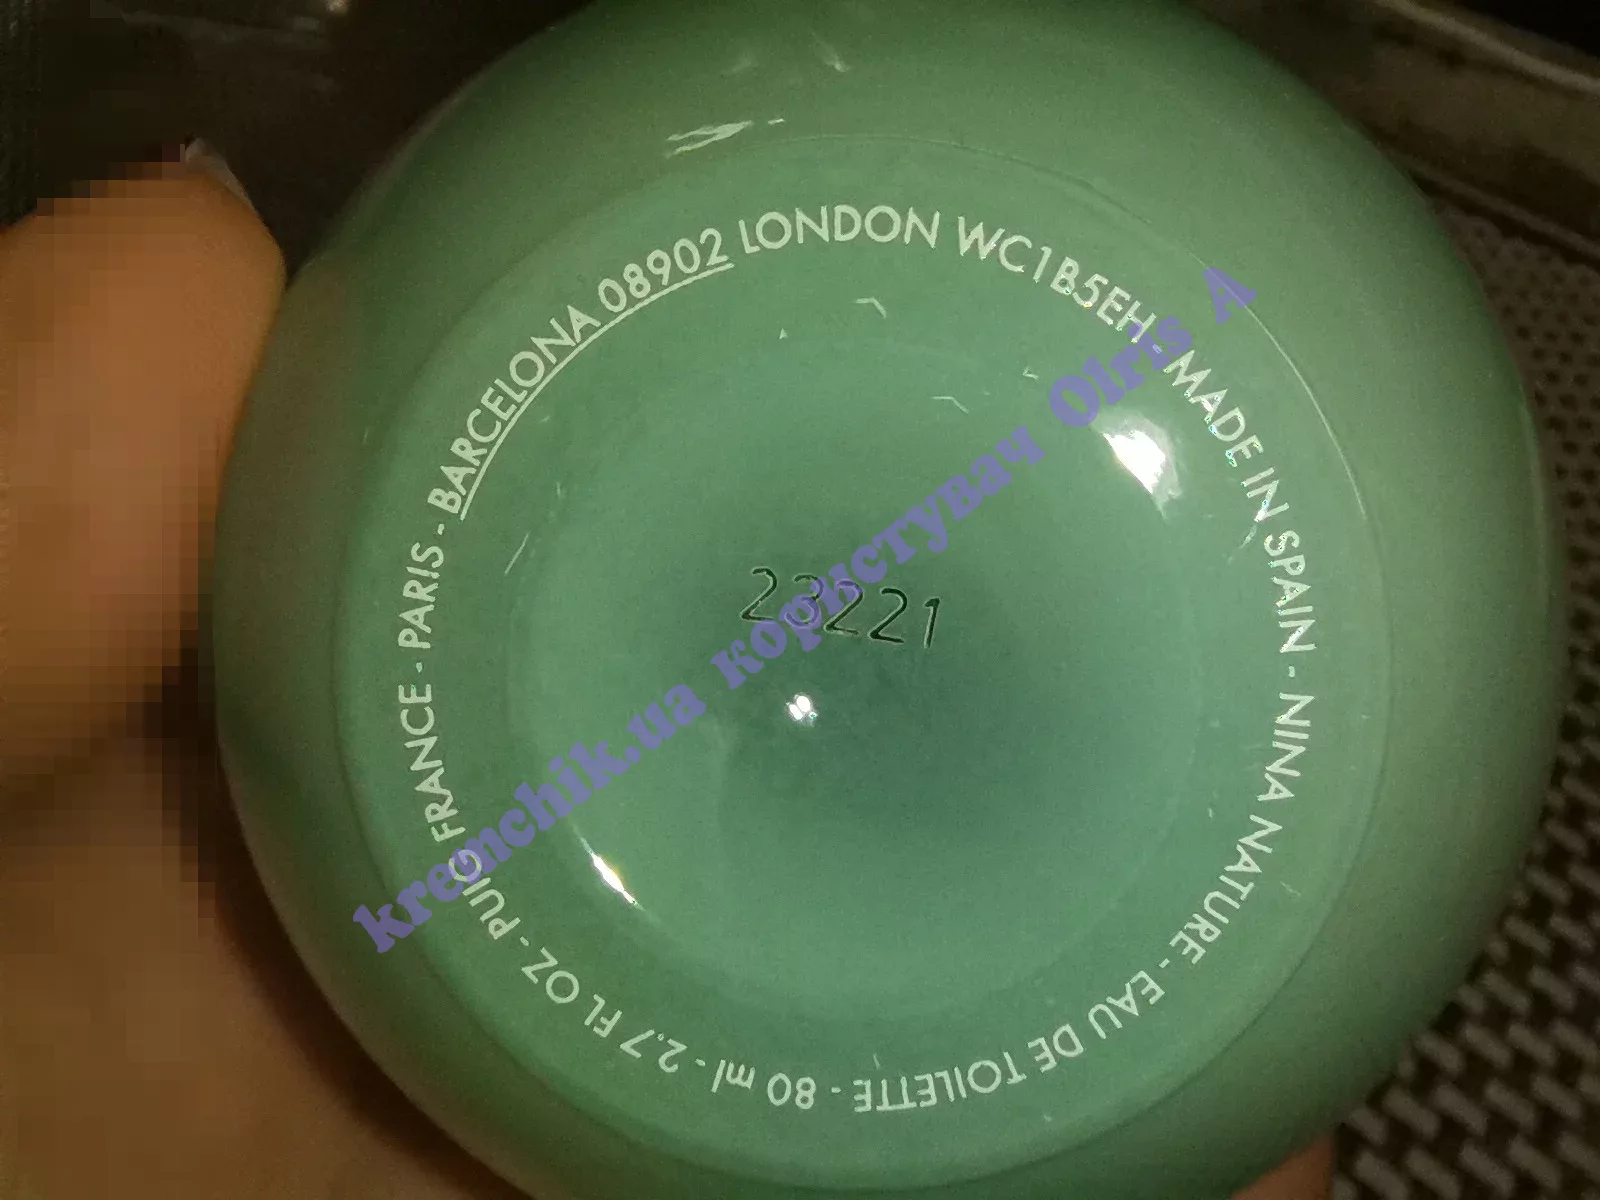 NINA NATURE - EAU DE TOILETTE - 80 ml - 2.7 FL OZ - PUIG FRANCE - PARIS - BARCELONA 08902 LONDON WC1B5EH - MADE IN SPAIN -
23221
kremchik.ua користувач Olris A